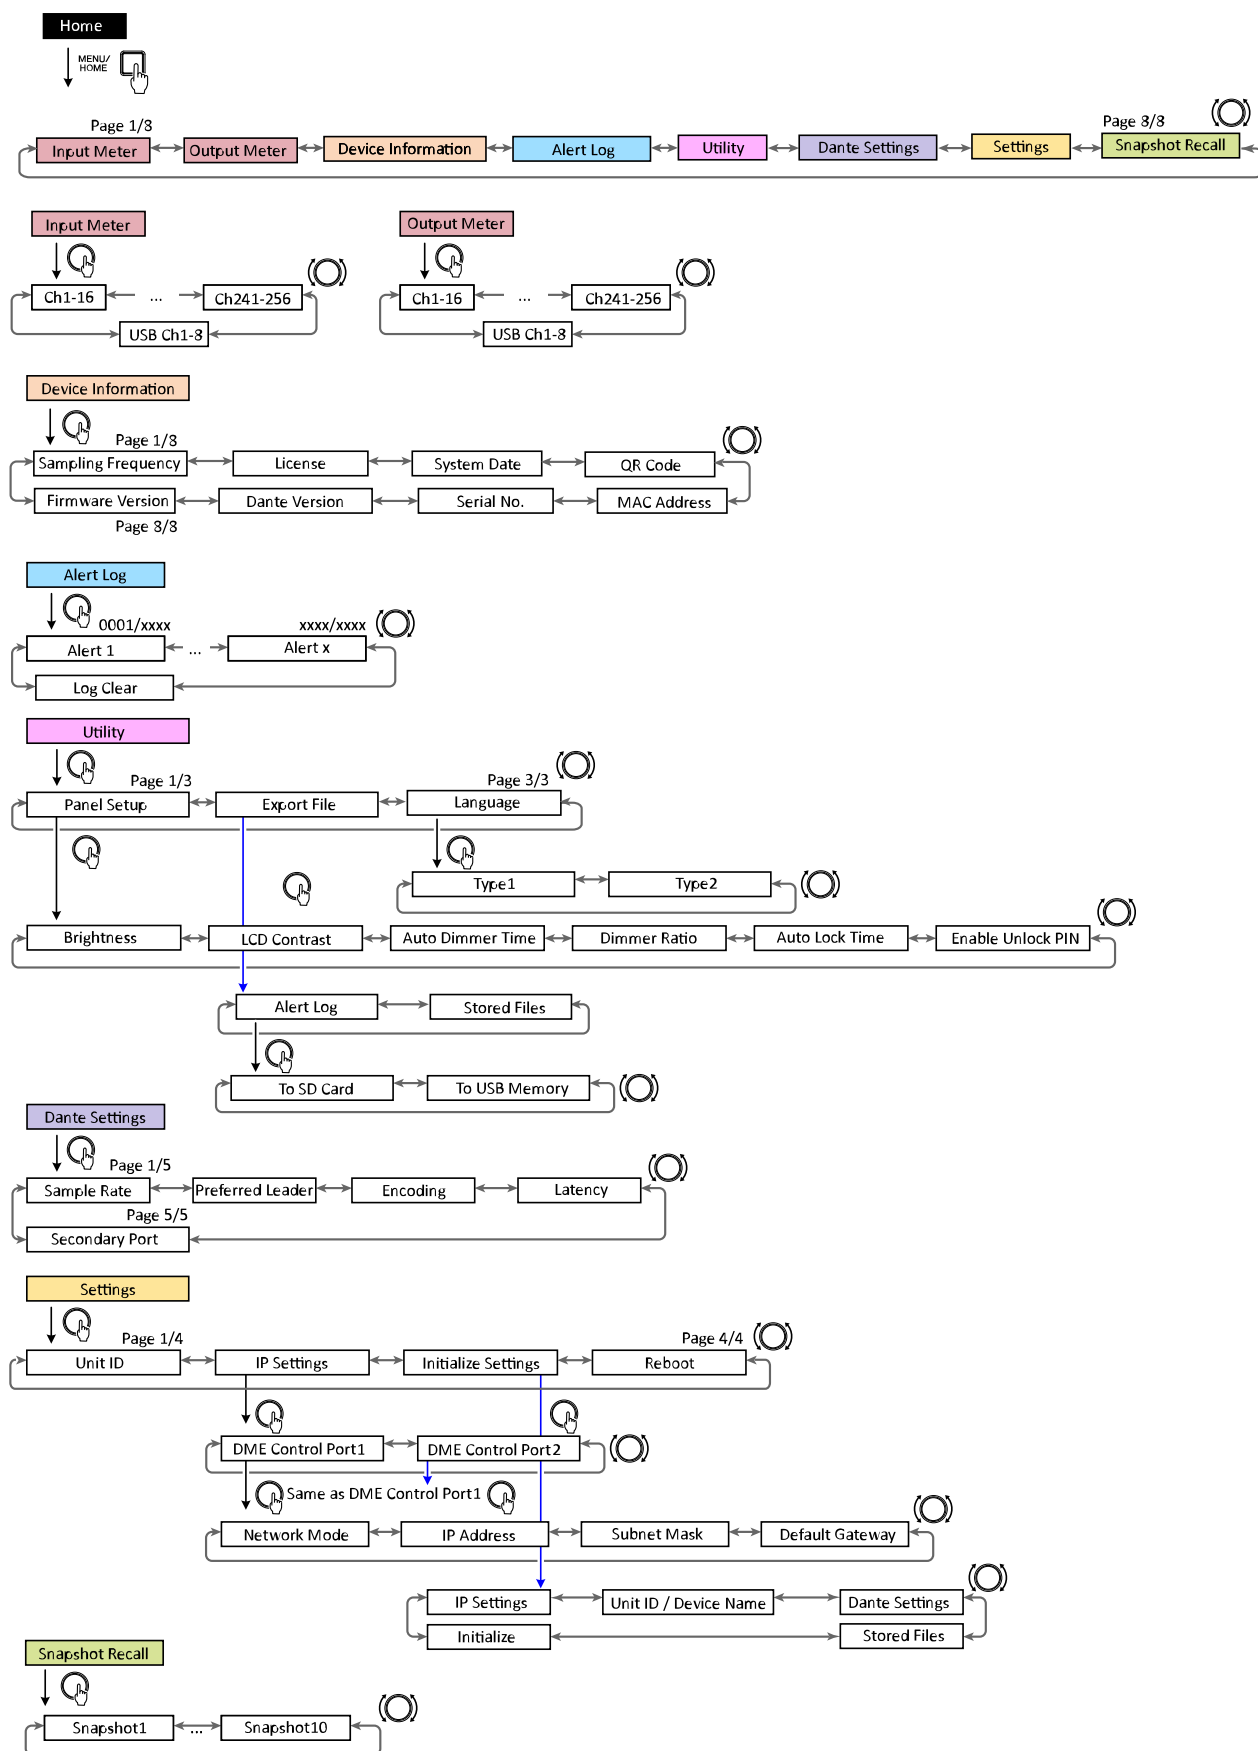 Home
MENU/
HOME
Page 1/8
Page 8/8
Input Meter
Output Meter
Device Information
Alert Log
Utility
Dante Settings
Settings
Snapshot Recall
Input Meter
Output Meter
Ch1-16
...
Ch241-256
Ch1-16
...
Ch241-256
USB Ch1-8
USB Ch1-8
Device Information
Page 1/8
Sampling Frequency
License
System Date
QR Code
Firmware Version
Dante Version
Serial No.
MAC Address
Page 8/8
Alert Log
0001/xxxx
xxxx/xxxx
Alert 1
...
Alert x
Log Clear
Utility
Page 1/3
Page 3/3
Panel Setup
Export File
Language
Type1
Type2
Brightness
LCD Contrast
Auto Dimmer Time
Dimmer Ratio
Auto Lock Time
Enable Unlock PIN
Alert Log
Stored Files
To SD Card
To USB Memory
Dante Settings
Page 1/5
Sample Rate
Preferred Leader
Encoding
Latency
Page 5/5
Secondary Port
Settings
Page 1/4
Page 4/4
Unit ID
IP Settings
Initialize Settings
Reboot
DME Control Port1
DME Control Port2
Same as DME Control Port1
Network Mode
IP Address
Subnet Mask
Default Gateway
IP Settings
Unit ID / Device Name
Dante Settings
Initialize
Stored Files
Snapshot Recall
Snapshot1
...
Snapshot10